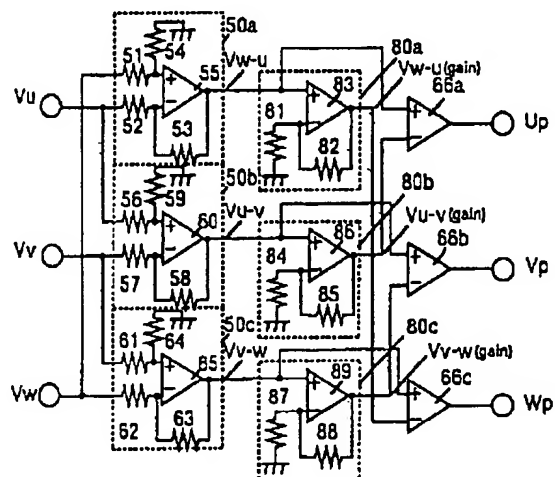 50a
54
51
55
Vw-u
80a
83
Vw-u(gain)
66a
81
Vu
52
53
82
Up
50b
59
56
60
Vu-v
80b
86
Vu-v(gain)
66b
84
Vv
57
58
85
Vp
50c
64
61
65
Vv-w
80c
89
Vv-w(gain)
66c
87
Vw
62
63
88
Wp